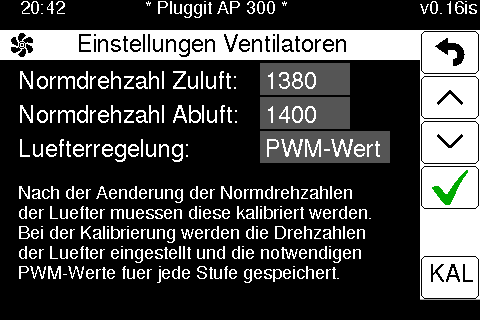 20:42 * Pluggit AP 300 * v0.16is
Einstellungen Ventilatoren
Normdrehzahl Zuluft: 1380
Normdrehzahl Abluft: 1400
Luefterregelung: PWM-Wert
Nach der Aenderung der Normdrehzahlen
der Luefter muessen diese kalibriert werden.
Bei der Kalibrierung werden die Drehzahlen
der Luefter eingestellt und die notwendigen
PWM-Werte fuer jede Stufe gespeichert.
KAL